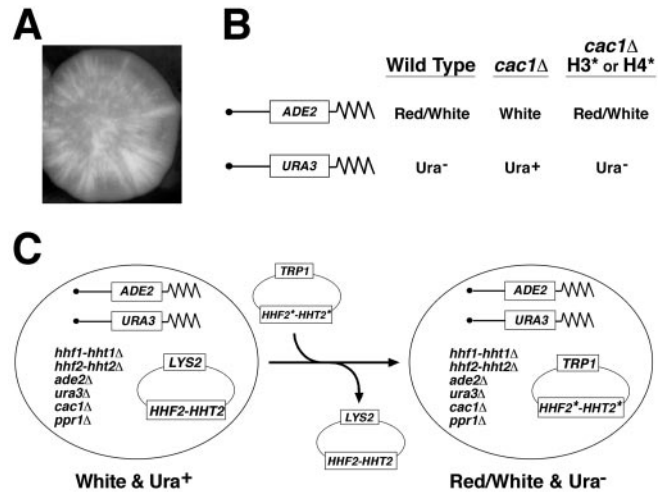 A
B
Wild Type
cac1Δ
cac1Δ
H3* or H4*
ADE2
Red/White
White
Red/White
URA3
Ura-
Ura+
Ura-
C
ADE2
URA3
hhf1-hht1Δ
hhf2-hht2Δ
ade2Δ
ura3Δ
cac1Δ
ppr1Δ
LYS2
HHF2-HHT2
White & Ura+
TRP1
HHF2*-HHT2*
LYS2
HHF2-HHT2
ADE2
URA3
hhf1-hht1Δ
hhf2-hht2Δ
ade2Δ
ura3Δ
cac1Δ
ppr1Δ
TRP1
HHF2*-HHT2*
Red/White & Ura-